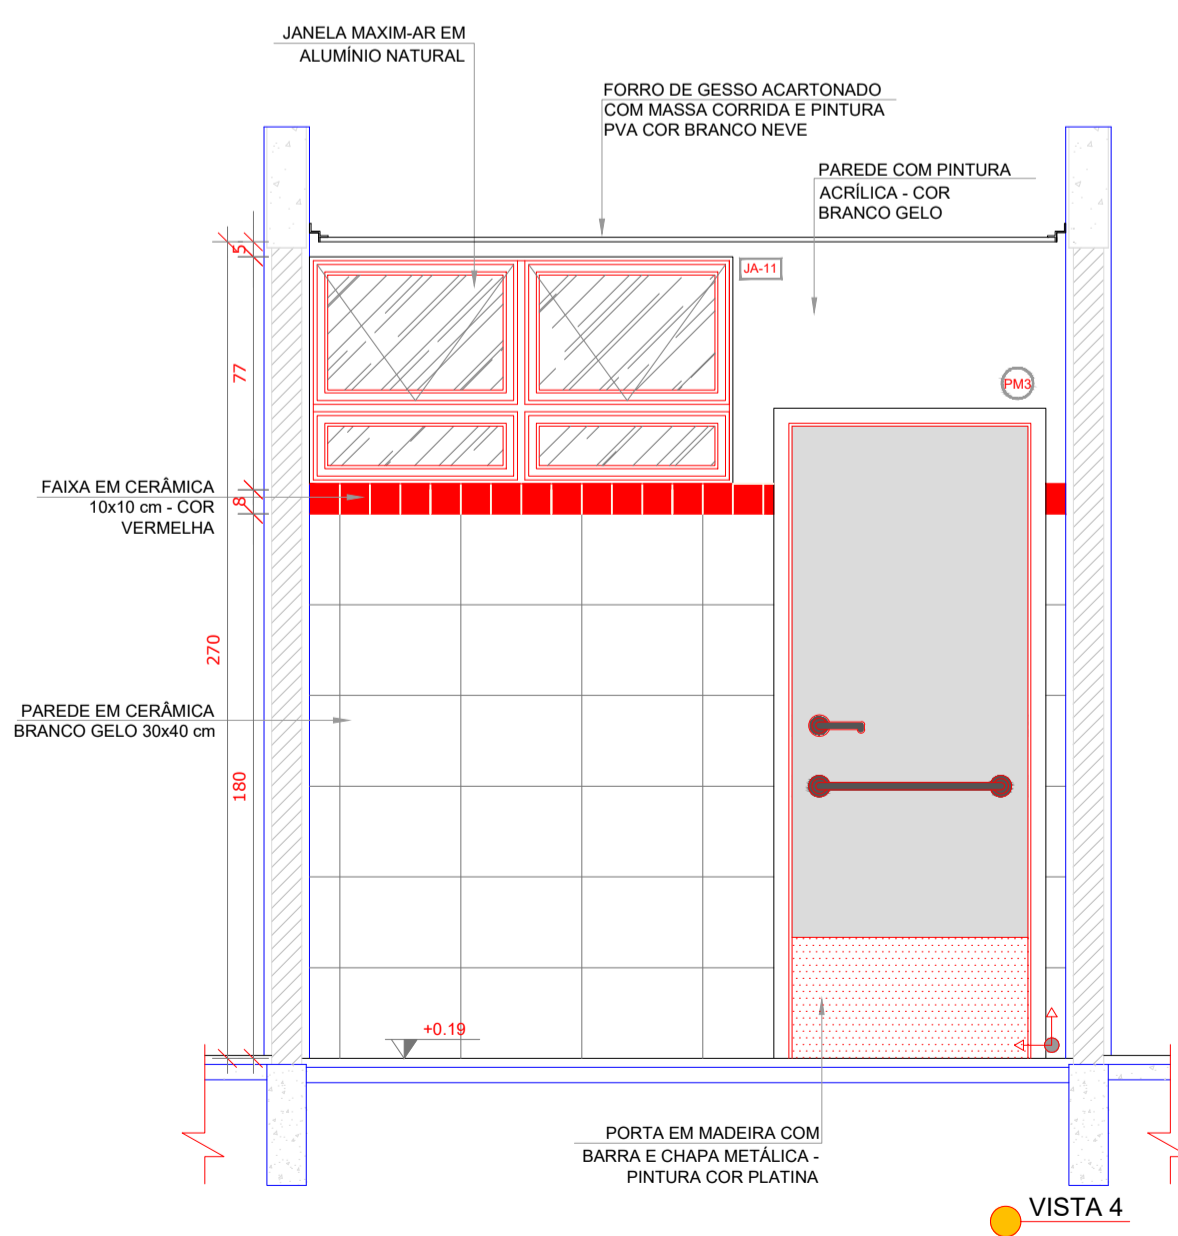 JANELA MAXIM-AR EM
ALUMÍNIO NATURAL
FORRO DE GESSO ACARTONADO
COM MASSA CORRIDA E PINTURA
PVA COR BRANCO NEVE
PAREDE COM PINTURA
ACRÍLICA - COR
BRANCO GELO
5
JA-11
77
PM3
FAIXA EM CERÂMICA
10x10 cm - COR
VERMELHA
8
270
PAREDE EM CERÂMICA
BRANCO GELO 30x40 cm
180
+0.19
PORTA EM MADEIRA COM
BARRA E CHAPA METÁLICA -
PINTURA COR PLATINA
VISTA 4